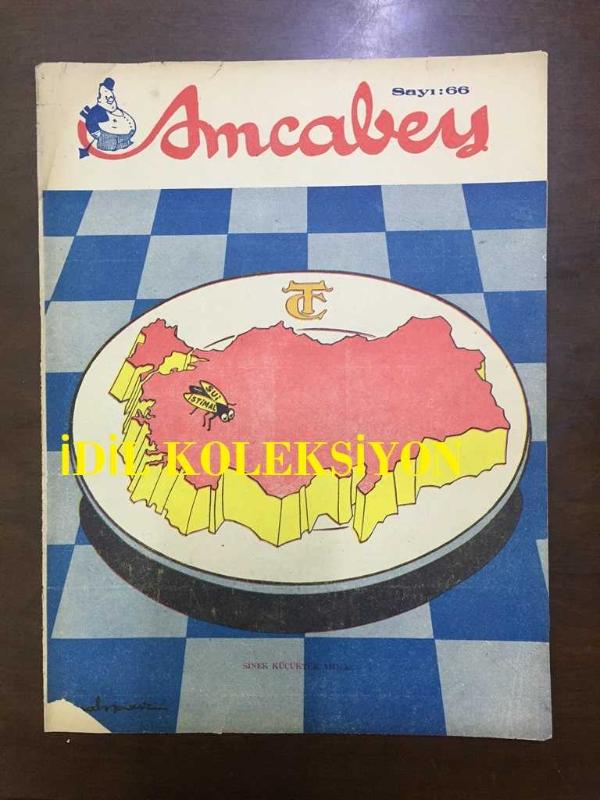 Sayı:66
Amcabey
TC
SUİ
STİMAL
İDİL KOLEKSİYON
SİNEK KÜÇÜKTÜR AMMA..